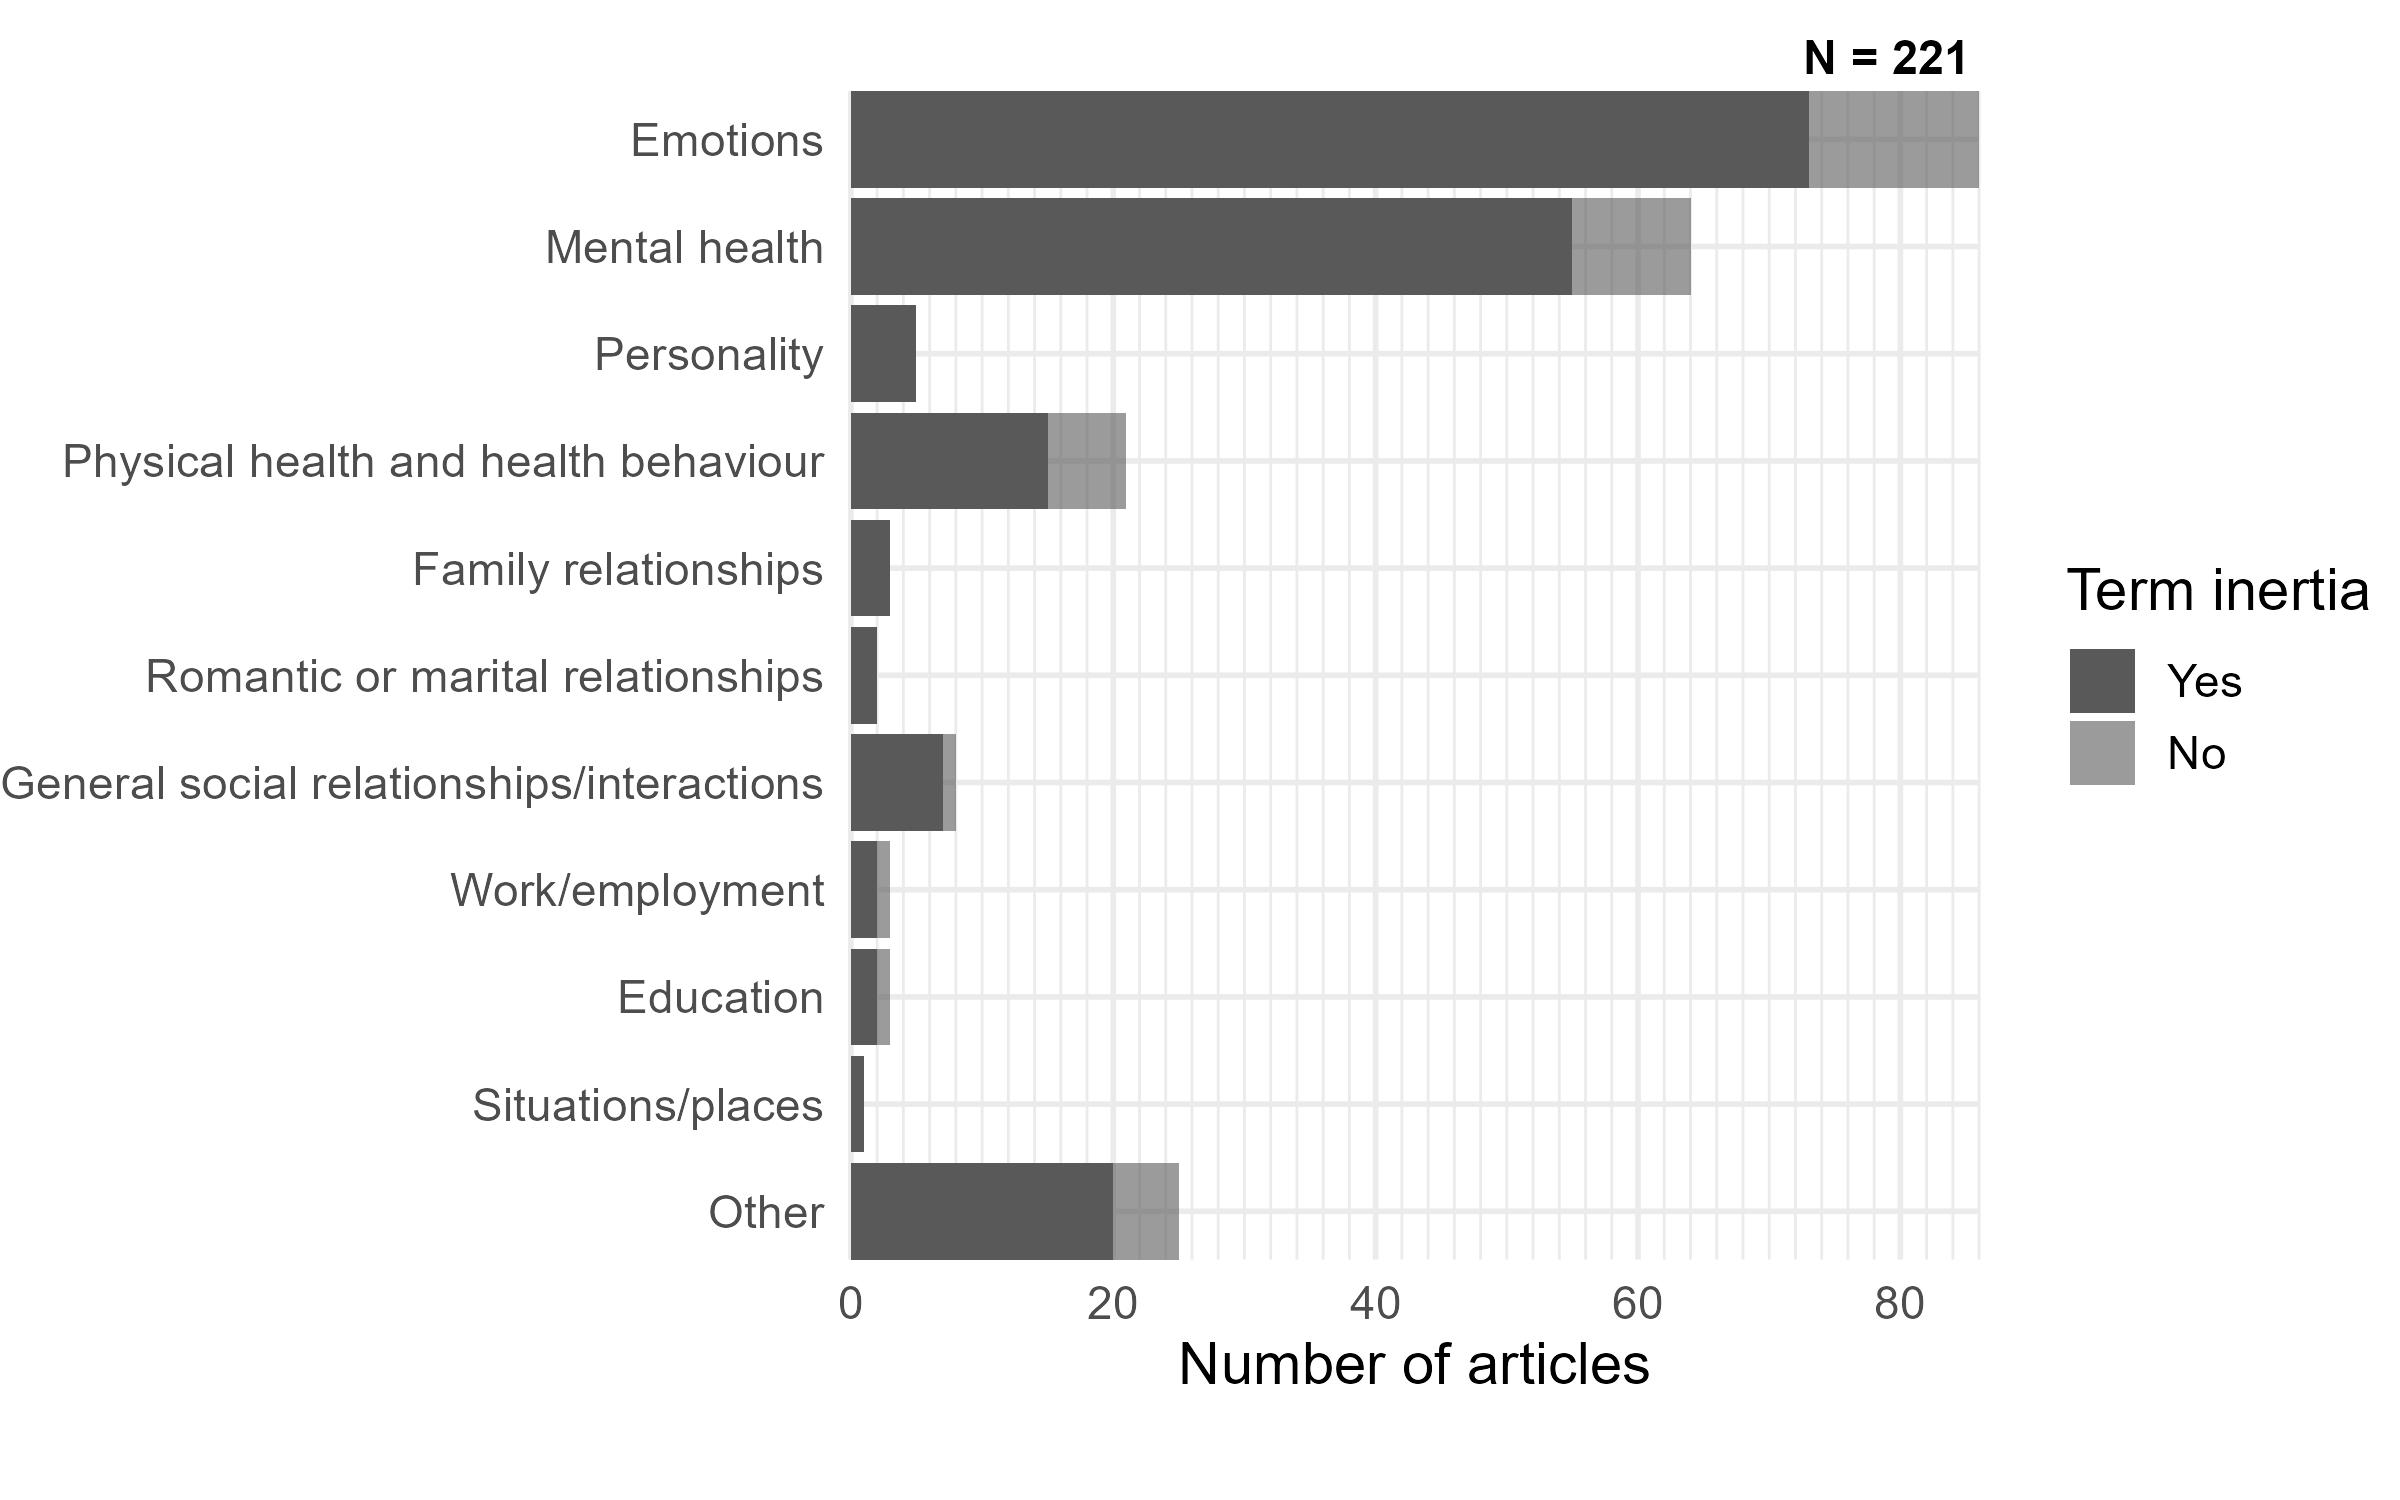 N = 221
Emotions
Mental health
Personality
Physical health and health behaviour
Family relationships
Romantic or marital relationships
General social relationships/interactions
Work/employment
Education
Situations/places
Other
0 20 40 60 80
Number of articles
Term inertia
Yes
No